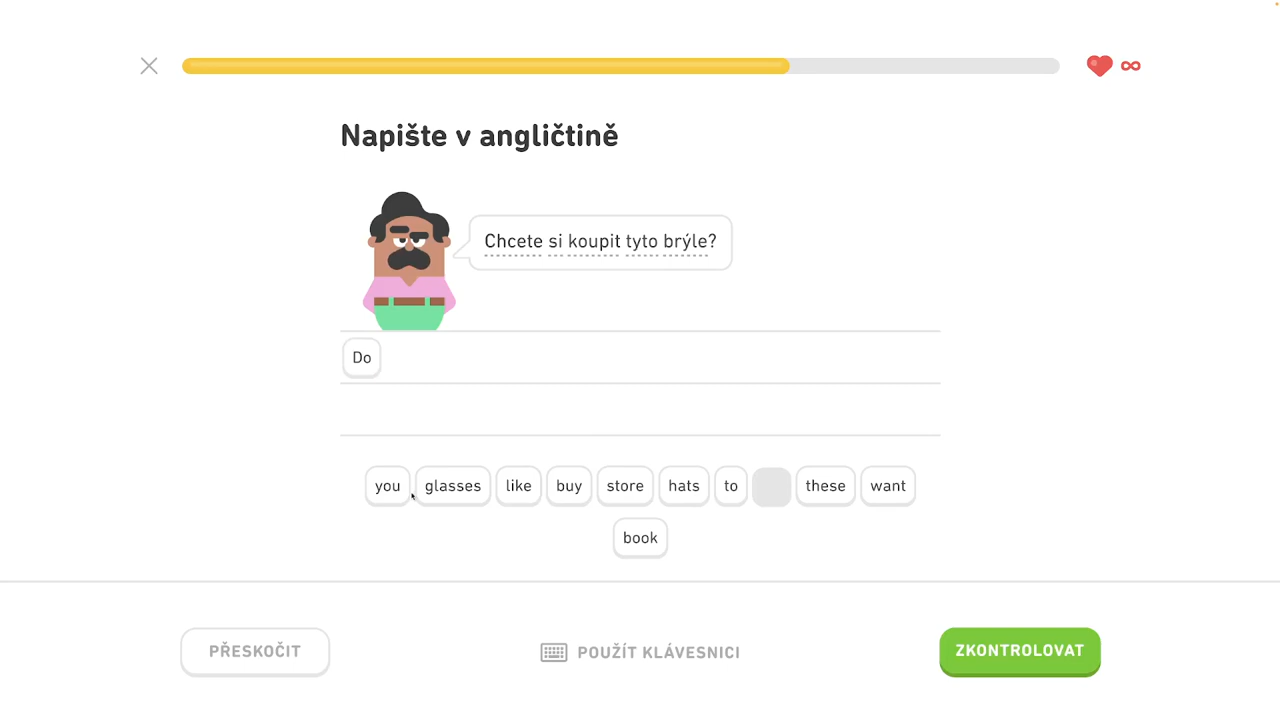 Napište v angličtině
Chcete si koupit tyto brýle?
Do
you glasses like buy store hats to these want
book
PŘESKOČIT POUŽÍT KLÁVESNICI ZKONTROLOVAT